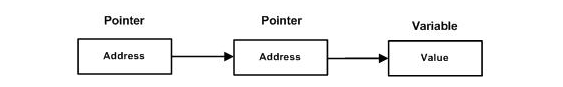 Pointer
Pointer
Variable
Address
Address
Value